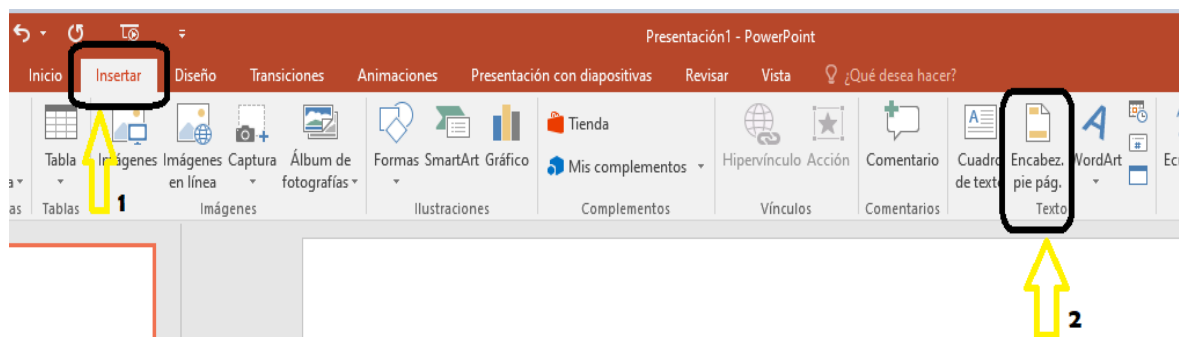 Presentación1 - PowerPoint
Inicio Insertar Diseño Transiciones Animaciones Presentación con diapositivas Revisar Vista ¿Qué desea hacer?
Tabla Imágenes Imágenes en línea Captura Álbum de fotografías Formas SmartArt Gráfico
Tienda
Mis complementos
Hipervínculo Acción Comentario Cuadro de texto Encabez. pie pág. WordArt
Tablas Imágenes Ilustraciones Complementos Vínculos Comentarios Texto
1
2